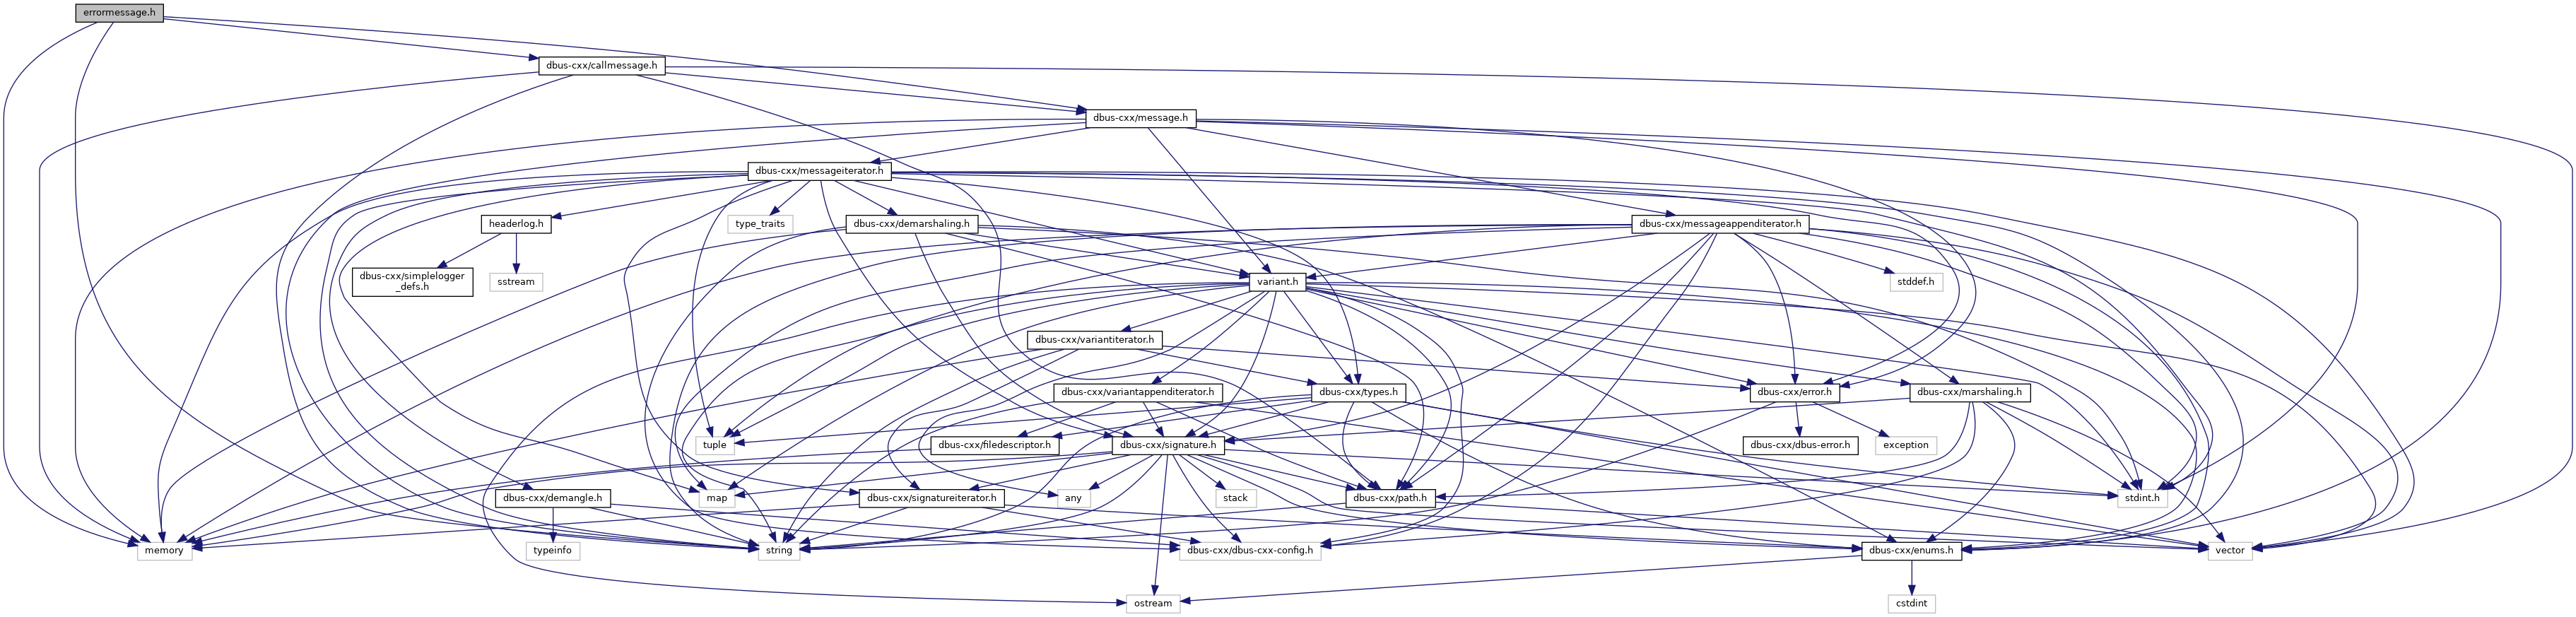 errormessage.h
dbus-cxx/callmessage.h
dbus-cxx/message.h
dbus-cxx/messageiterator.h
headerlog.h
type_traits
dbus-cxx/demarshaling.h
dbus-cxx/messageappenditerator.h
dbus-cxx/simplelogger
_defs.h
sstream
variant.h
stddef.h
dbus-cxx/variantiterator.h
dbus-cxx/variantappenditerator.h
dbus-cxx/types.h
dbus-cxx/error.h
dbus-cxx/marshaling.h
tuple
dbus-cxx/filedescriptor.h
dbus-cxx/signature.h
dbus-cxx/dbus-error.h
exception
dbus-cxx/demangle.h
map
dbus-cxx/signatureiterator.h
any
stack
dbus-cxx/path.h
stdint.h
memory
typeinfo
string
dbus-cxx/dbus-cxx-config.h
dbus-cxx/enums.h
vector
ostream
cstdint